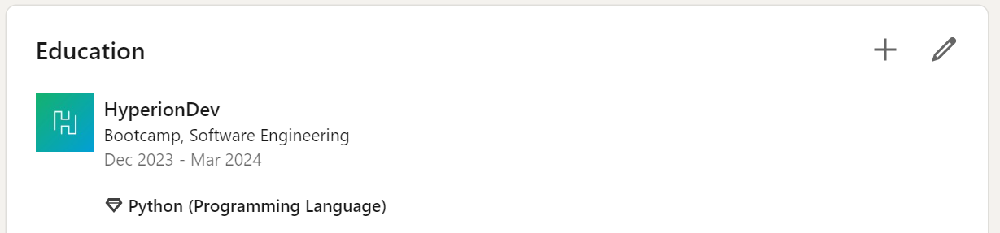 Education
HyperionDev
Bootcamp, Software Engineering
Dec 2023 - Mar 2024
Python (Programming Language)